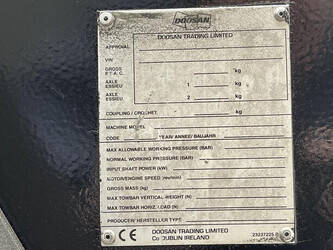 DOOSAN
DOOSAN TRADING LIMITED
APPROVAL
VIN
GROSS
P.T.A.C. kg
AXLE
ESSIEU 1 kg
AXLE
ESSIEU 2 kg
COUPLING / CROCHET kg
MACHINE MODEL
CODE YEAR/ ANNEE/ BAUJAHR
MAX ALLOWABLE WORKING PRESSURE (BAR)
NORMAL WORKING PRESSURE (BAR)
INPUT SHAFT POWER (kW)
MOTOR/ENGINE SPEED (rev/min)
GROSS MASS (kg)
MAX TOWBAR VERTICAL WEIGHT (N)
MAX TOWBAR HORIZ. LOAD (N)
PRODUCER HERSTELLER TYPE
CE DOOSAN TRADING LIMITED 23237225 B
Co DUBLIN IRELAND